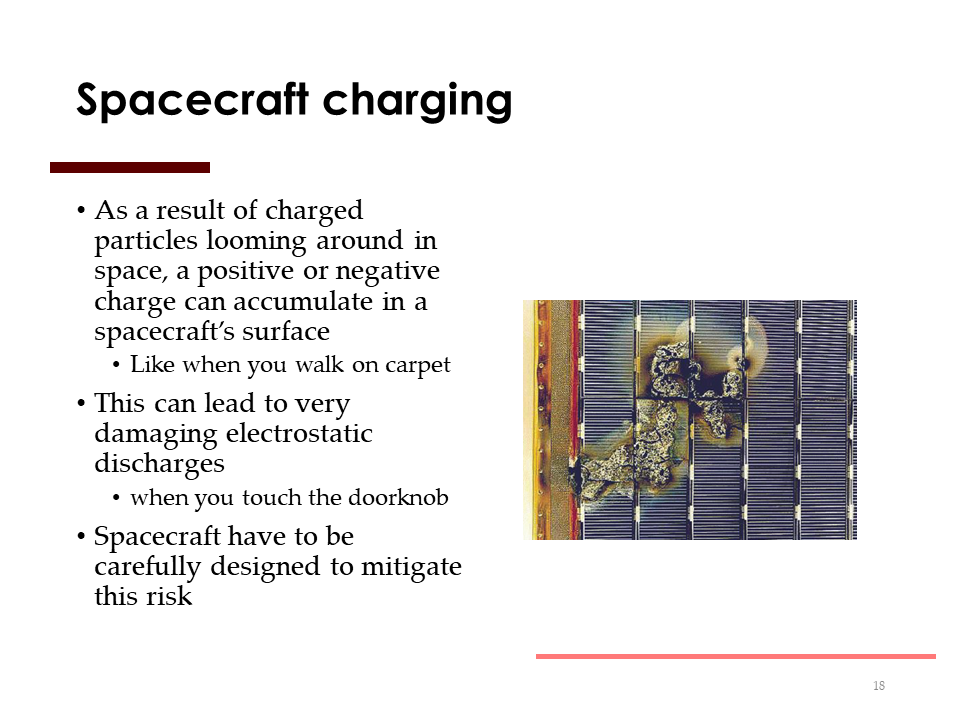 Spacecraft charging
• As a result of charged
particles looming around in
space, a positive or negative
charge can accumulate in a
spacecraft’s surface
• Like when you walk on carpet
• This can lead to very
damaging electrostatic
discharges
• when you touch the doorknob
• Spacecraft have to be
carefully designed to mitigate
this risk
18